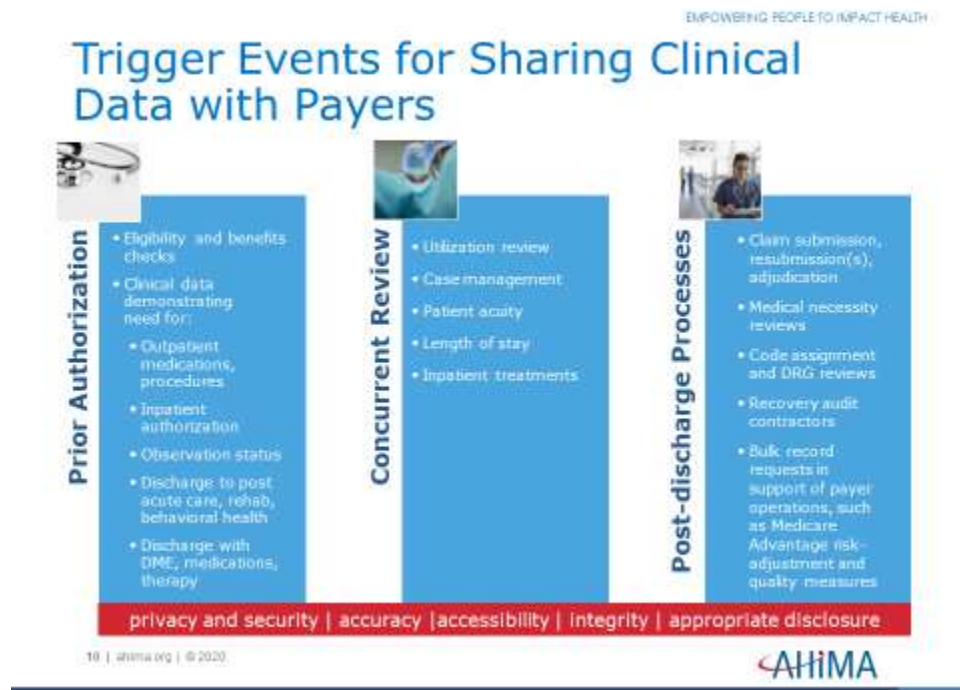 EMPOWERING PEOPLE TO IMPACT HEALTH
Trigger Events for Sharing Clinical
Data with Payers
Prior Authorization
• Eligibility and benefits
checks
• Clinical data
demonstrating
need for:
• Outpatient
medications,
procedures
• Inpatient
authorization
• Observation status
• Discharge to post
acute care, rehab,
behavioral health
• Discharge with
DME, medications,
therapy
Concurrent Review
• Utilization review
• Case management
• Patient acuity
• Length of stay
• Inpatient treatments
Post-discharge Processes
• Claim submission,
resubmission(s),
adjudication
• Medical necessity
reviews
• Code assignment
and DRG reviews
• Recovery audit
contractors
• Bulk record
requests in
support of payer
operations, such
as Medicare
Advantage risk-
adjustment and
quality measures
privacy and security | accuracy |accessibility | integrity | appropriate disclosure
10 | ahima.org | © 2020
AHiMA